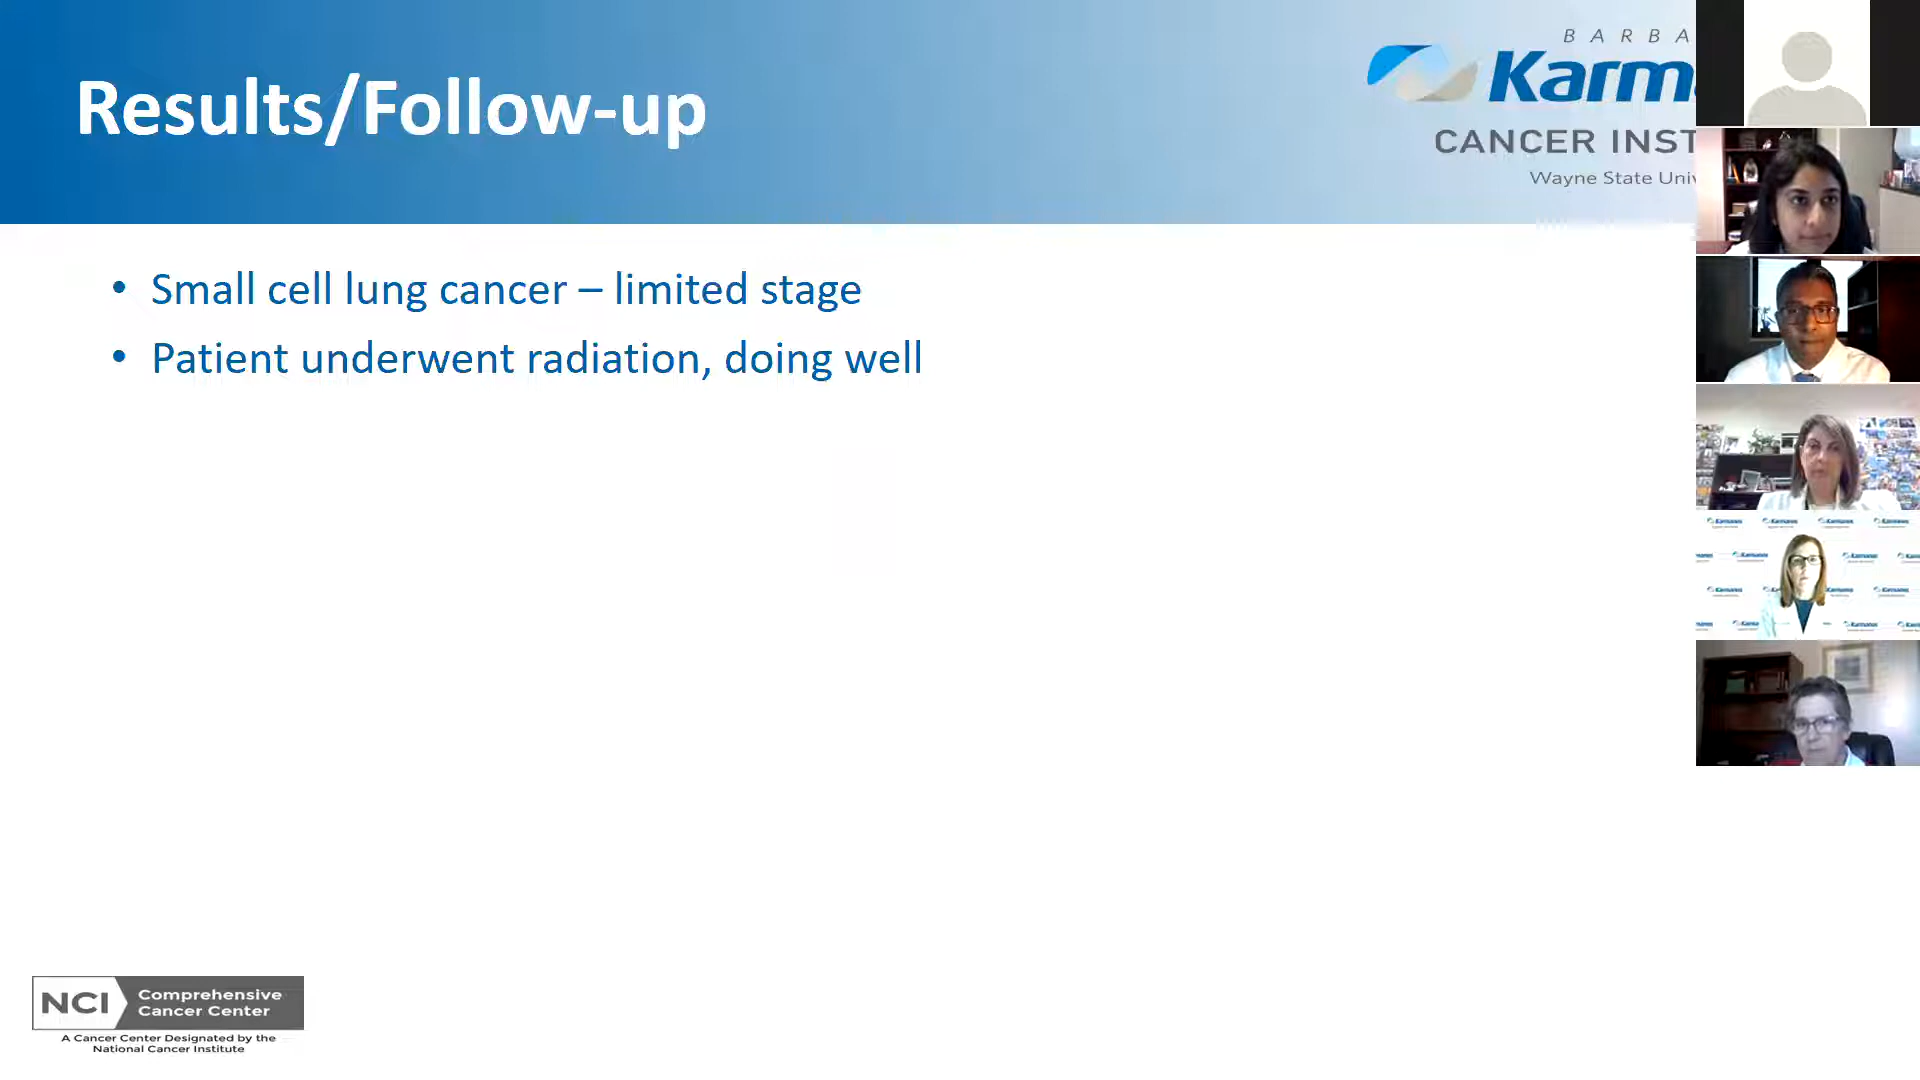 BARBA
Results/Follow-up
Karm
CANCER INST
Wayne State Univ
• Small cell lung cancer – limited stage
• Patient underwent radiation, doing well
NCI Comprehensive
Cancer Center
A Cancer Center Designated by the
National Cancer Institute